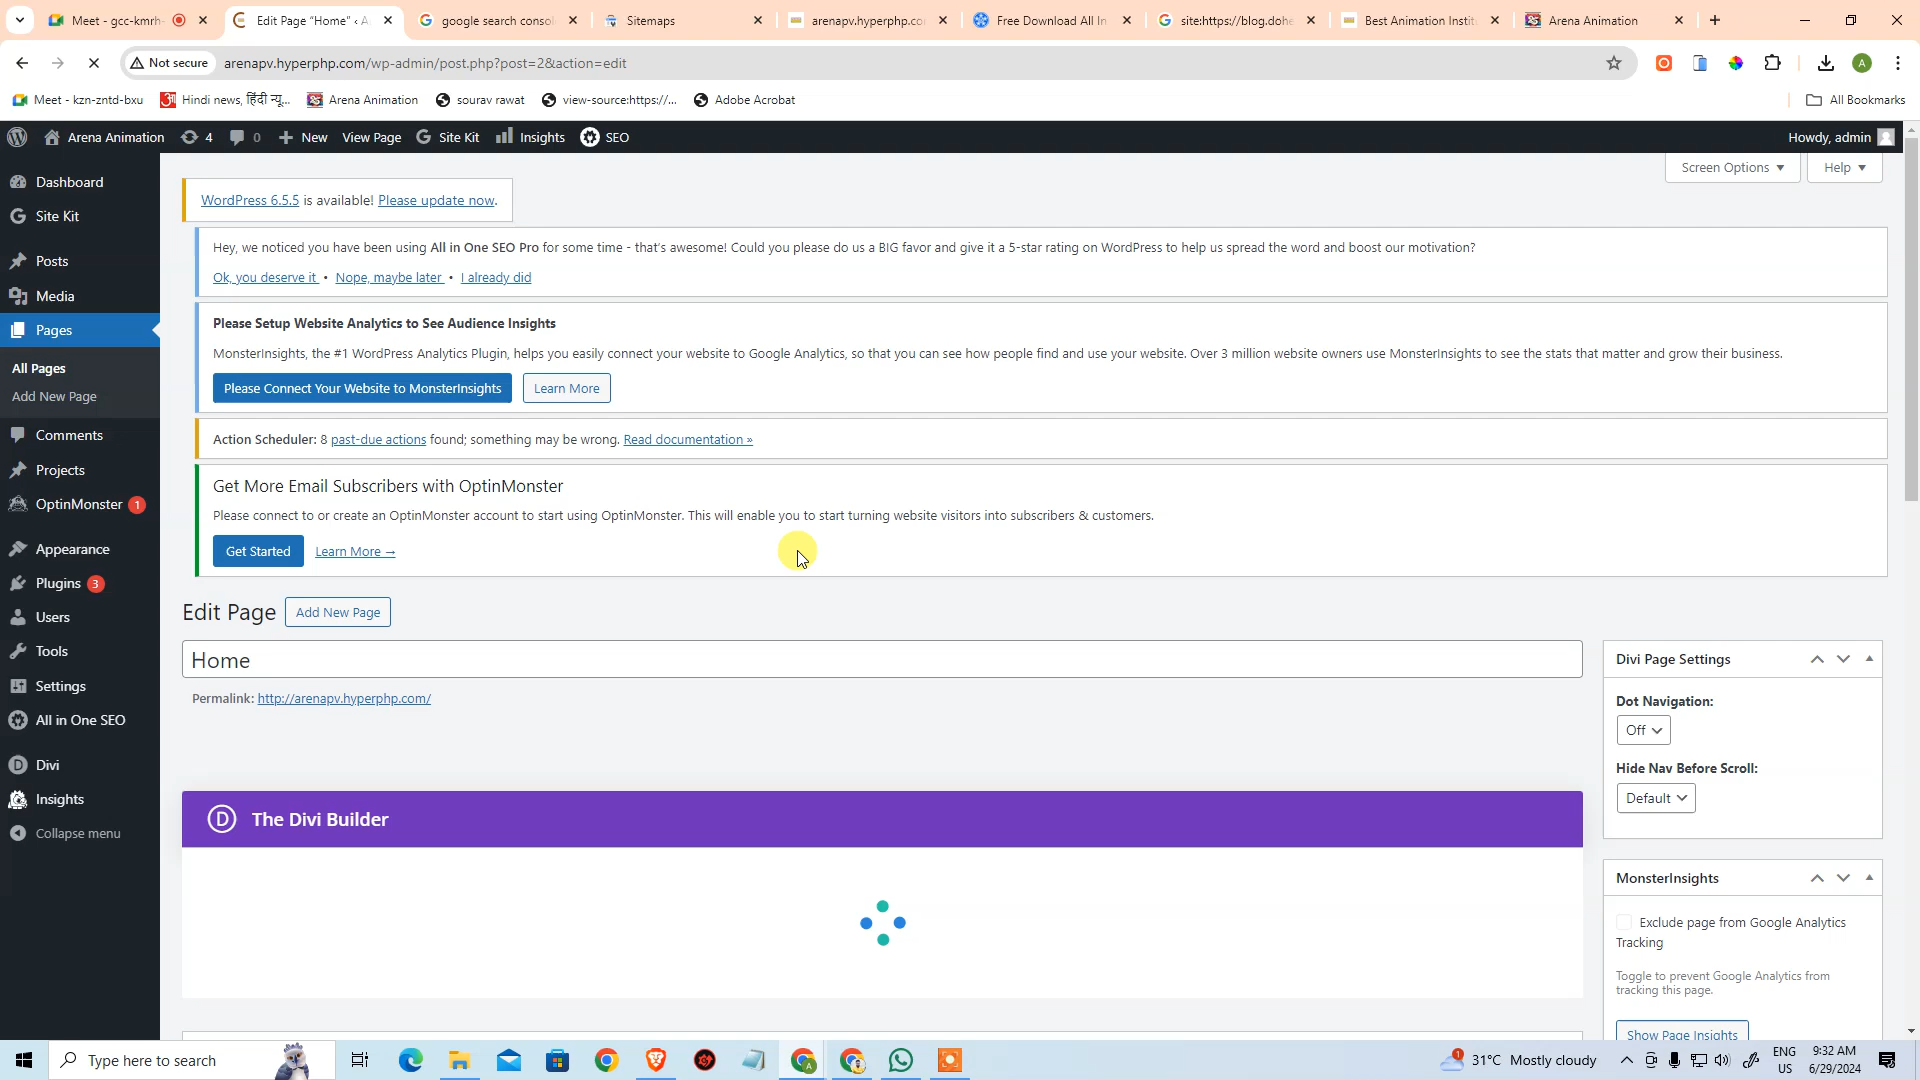 Meet - gcc-kmrh-
Edit Page “Home” ‹ A
google search consol
Sitemaps
arenapv.hyperphp.co
Free Download All In
site:https://blog.dohe
Best Animation Instit
Arena Animation
Not secure
arenapv.hyperphp.com/wp-admin/post.php?post=2&action=edit
Meet - kzn-zntd-bxu
Hindi news, हिंदी न्यू...
Arena Animation
sourav rawat
view-source:https://...
Adobe Acrobat
All Bookmarks
Arena Animation
4
0
New
View Page
Site Kit
Insights
SEO
Howdy, admin
Dashboard
Site Kit
Posts
Media
Pages
All Pages
Add New Page
Comments
Projects
OptinMonster 1
Appearance
Plugins 3
Users
Tools
Settings
All in One SEO
Divi
Insights
Collapse menu
Screen Options
Help
WordPress 6.5.5 is available! Please update now.
Hey, we noticed you have been using All in One SEO Pro for some time - that’s awesome! Could you please do us a BIG favor and give it a 5-star rating on WordPress to help us spread the word and boost our motivation?
Ok, you deserve it • Nope, maybe later • I already did
Please Setup Website Analytics to See Audience Insights
MonsterInsights, the #1 WordPress Analytics Plugin, helps you easily connect your website to Google Analytics, so that you can see how people find and use your website. Over 3 million website owners use MonsterInsights to see the stats that matter and grow their business.
Please Connect Your Website to MonsterInsights
Learn More
Action Scheduler: 8 past-due actions found; something may be wrong. Read documentation »
Get More Email Subscribers with OptinMonster
Please connect to or create an OptinMonster account to start using OptinMonster. This will enable you to start turning website visitors into subscribers & customers.
Get Started
Learn More →
Edit Page
Add New Page
Home
Permalink: http://arenapv.hyperphp.com/
The Divi Builder
Divi Page Settings
Dot Navigation:
Off
Hide Nav Before Scroll:
Default
MonsterInsights
Exclude page from Google Analytics
Tracking
Toggle to prevent Google Analytics from
tracking this page.
Show Page Insights
Type here to search
1
31°C Mostly cloudy
ENG
US
9:32 AM
6/29/2024